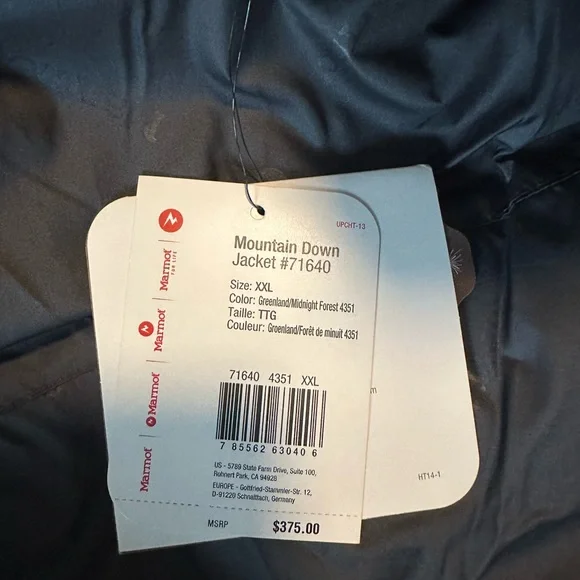 UPCHT-13
Mountain Down
Jacket #71640
Size: XXL
Color: Greenland/Midnight Forest 4351
Taille: TTG
Couleur: Groenland/Forêt de minuit 4351
71640 4351 XXL
7 85562 63040 6
US - 5789 State Farm Drive, Suite 100,
Rohnert Park, CA 94928
EUROPE - Gottfried-Stammler-Str. 12,
D-91220 Schnaittach, Germany
MSRP $375.00
Marmot
FOR LIFE
Marmot
Marmot
Marmot
m
HT14-1